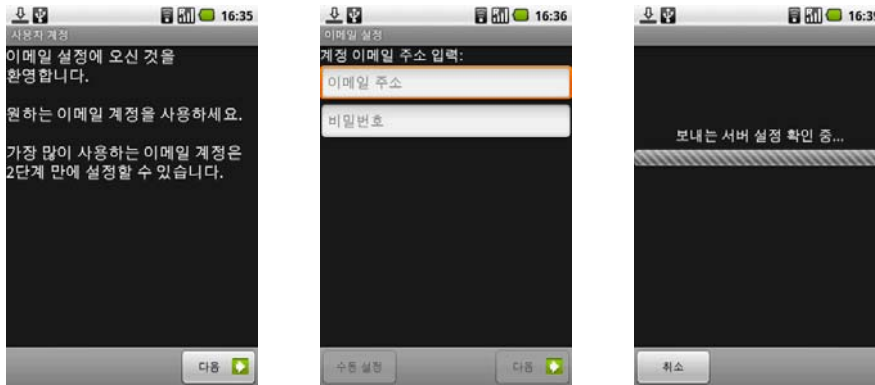 16:35
사용자 계정
이메일 설정에 오신 것을
환영합니다.
원하는 이메일 계정을 사용하세요.
가장 많이 사용하는 이메일 계정은
2단계 만에 설정할 수 있습니다.
다음
16:36
이메일 설정
계정 이메일 주소 입력:
이메일 주소
비밀번호
수동 설정
다음
16:39
보내는 서버 설정 확인 중...
취소